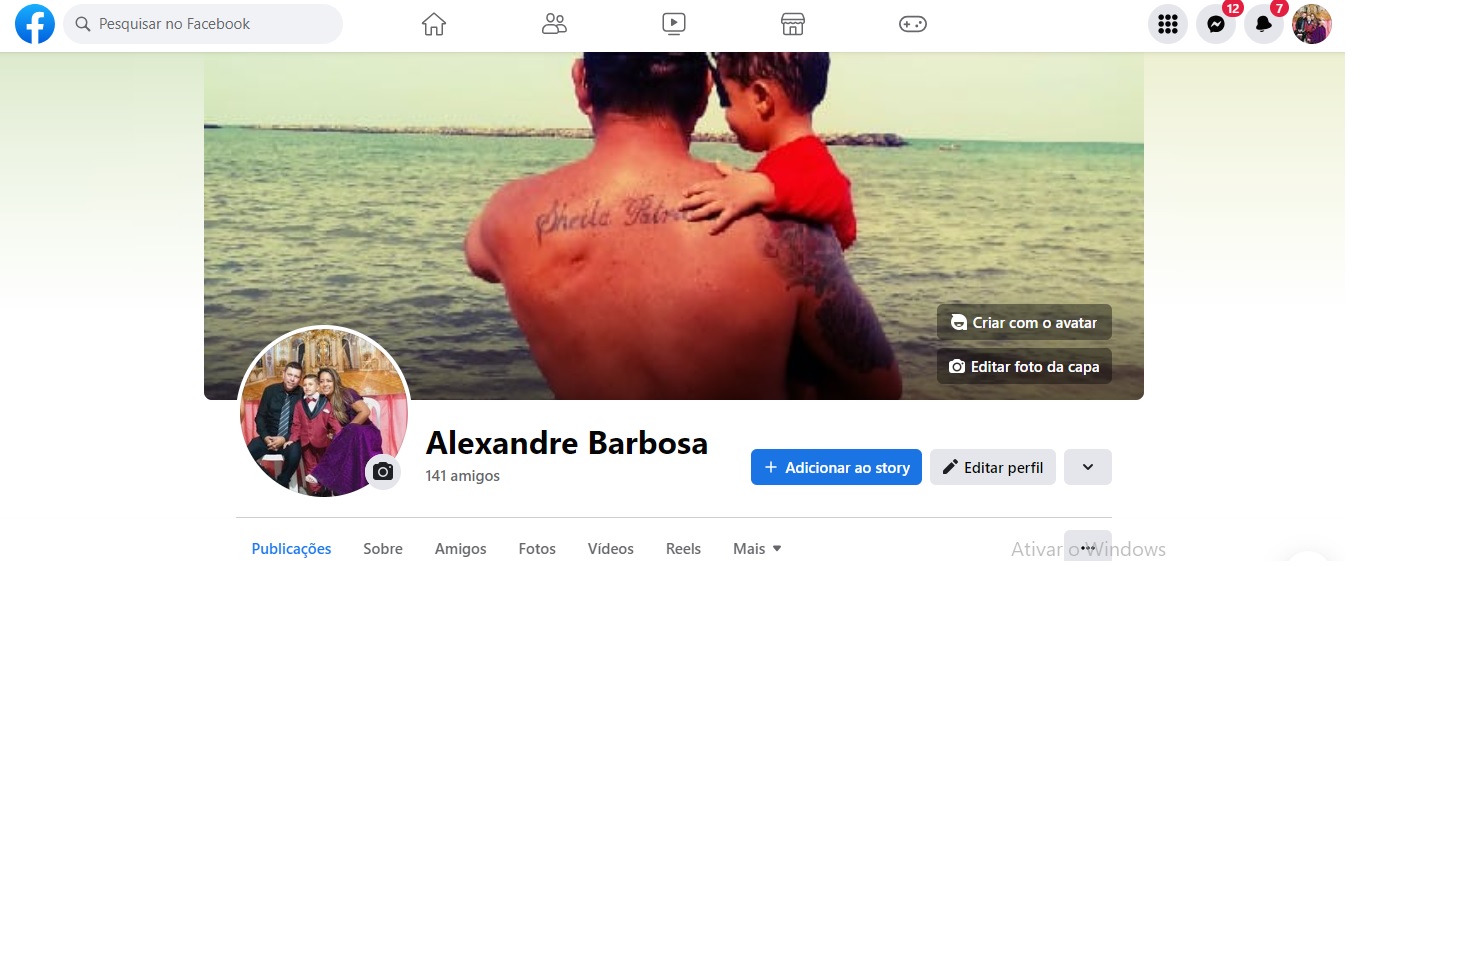 Pesquisar no Facebook
12
7
Sheila
Criar com o avatar
Editar foto da capa
Alexandre Barbosa
141 amigos
+ Adicionar ao story
Editar perfil
Publicações Sobre Amigos Fotos Vídeos Reels Mais
Ativar o Windows